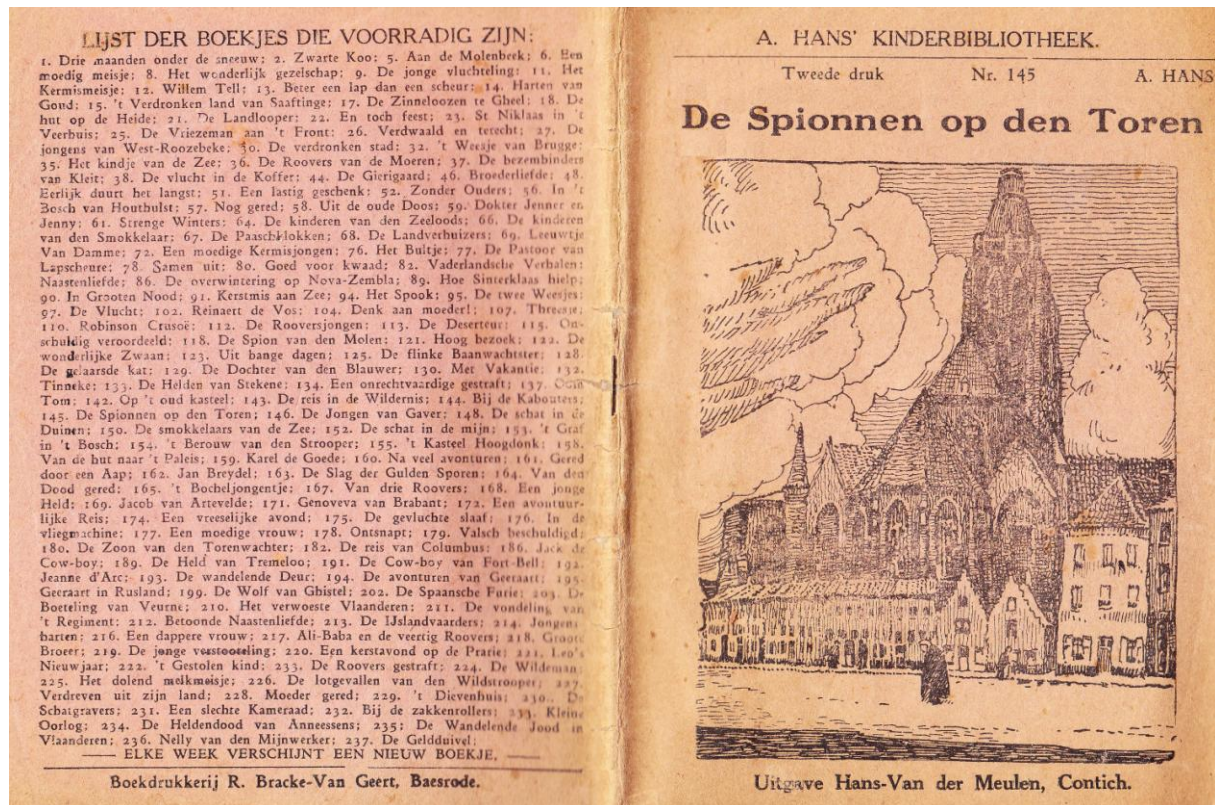 LIJST DER BOEKJES DIE VOORRADIG ZIJN:
1. Drie maanden onder de sneeuw; 2. Zwarte Koo; 5. Aan de Molenbeek; 6. Een
moedig meisje; 8. Het wonderlijk gezelschap; 9. De jonge vluchteling; 11. Het
Kermismeisje; 12. Willem Tell; 13. Beter een lap dan een scheur; 14. Harten van
Goud; 15. 't Verdronken land van Saaftinge; 17. De Zinneloozen te Gheel; 18. De
hut op de Heide; 21. De Landlooper; 22. En toch feest; 23. St Niklaas in 't
Veerhuis; 25. De Vriezeman aan 't Front; 26. Verdwaald en terecht; 27. De
jongens van West-Roozebeke; 30. De verdronken stad; 32. 't Weesje van Brugge;
35. Het kindje van de Zee; 36. De Roovers van de Moeren; 37. De bezembinders
van Kleit; 38. De vlucht in de Koffer; 44. De Gierigaard; 46. Broederliefde; 48.
Eerlijk duurt het langst; 51. Een lastig geschenk; 52. Zonder Ouders; 56. In 't
Bosch van Houthulst; 57. Nog gered; 58. Uit de oude Doos; 59. Dokter Jenner en
Jenny; 61. Strenge Winters; 64. De kinderen van den Zeeloods; 66. De kinderen
van den Smokkelaar; 67. De Paaschklokken; 68. De Landverhuizers; 69. Leeuwtje
Van Damme; 72. Een moedige Kermisjongen; 76. Het Bultje; 77. De Pastoor van
Lapscheure; 78. Samen uit; 80. Goed voor kwaad; 82. Vaderlandsche Verhalen;
Naastenliefde; 86. De overwintering op Nova-Zembla; 89. Hoe Sinterklaas hielp;
90. In Grooten Nood; 91. Kerstmis aan Zee; 94. Het Spook; 95. De twee Weesjes;
97. De Vlucht; 102. Reinaert de Vos; 104. Denk aan moeder!; 107. Threesie;
110. Robinson Crusoë; 112. De Rooversjongen; 113. De Deserteur; 115. On-
schuldig veroordeeld; 118. De Spion van den Molen; 121. Hoog bezoek; 122. De
wonderlijke Zwaan; 123. Uit bange dagen; 125. De flinke Baanwachtster; 128.
De gelaarsde kat; 129. De Dochter van den Blauwer; 130. Met Vakantie; 132.
Tinneke; 133. De Helden van Stekene; 134. Een onrechtvaardige gestraft; 137. Oom
Tom; 142. Op 't oud kasteel; 143. De reis in de Wildernis; 144. Bij de Kabouters;
145. De Spionnen op den Toren; 146. De Jongen van Gaver; 148. De schat in de
Duinen; 150. De smokkelaars van de Zee; 152. De schat in de mijn; 153. 't Graf
in 't Bosch; 154. 't Berouw van den Strooper; 155. 't Kasteel Hoogdonk; 158.
Van de hut naar 't Paleis; 159. Karel de Goede; 160. Na veel avonturen; 161. Gered
door een Aap; 162. Jan Breydel; 163. De Slag der Gulden Sporen; 164. Van den
Dood gered; 165. 't Bocheljongentje; 167. Van drie Roovers; 168. Een jonge
Held; 169. Jacob van Artevelde; 171. Genoveva van Brabant; 172. Een avontuur-
lijke Reis; 174. Een vreeselijke avond; 175. De gevluchte slaaf; 176. In de
vliegmachine; 177. Een moedige vrouw; 178. Ontsnapt; 179. Valsch beschuldigd;
180. De Zoon van den Torenwachter; 182. De reis van Columbus; 186. Jack de
Cow-boy; 189. De Held van Tremeloo; 191. De Cow-boy van Fort-Bell; 192.
Jeanne d'Arc; 193. De wandelende Deur; 194. De avonturen van Geeraart; 195.
Geeraart in Rusland; 199. De Wolf van Ghistel; 202. De Spaansche Furie; 203. De
Boeteling van Veurne; 210. Het verwoeste Vlaanderen; 211. De vondeling van
't Regiment; 212. Betoonde Naastenliefde; 213. De IJslandvaarders; 214. Jongens
harten; 216. Een dappere vrouw; 217. Ali-Baba en de veertig Roovers; 218. Groote
Broer; 219. De jonge verstooteling; 220. Een kerstavond op de Prarie; 221. Leo's
Nieuwjaar; 222. 't Gestolen kind; 233. De Roovers gestraft; 224. De Wildeman;
225. Het dolend melkmeisje; 226. De lotgevallen van den Wildstrooper; 227.
Verdreven uit zijn land; 228. Moeder gered; 229. 't Dievenhuis; 230. De
Schatgravers; 231. Een slechte Kameraad; 232. Bij de zakkenrollers; 233. Kleine
Oorlog; 234. De Heldendood van Anneessens; 235; De Wandelende Jood in
Vlaanderen; 236. Nelly van den Mijnwerker; 237. De Geldduivel;
— ELKE WEEK VERSCHIJNT EEN NIEUW BOEKJE. —
Boekdrukkerij R. Bracke-Van Geert, Baesrode.
A. HANS' KINDERBIBLIOTHEEK.
Tweede druk Nr. 145 A. HANS
De Spionnen op den Toren
Uitgave Hans-Van der Meulen, Contich.